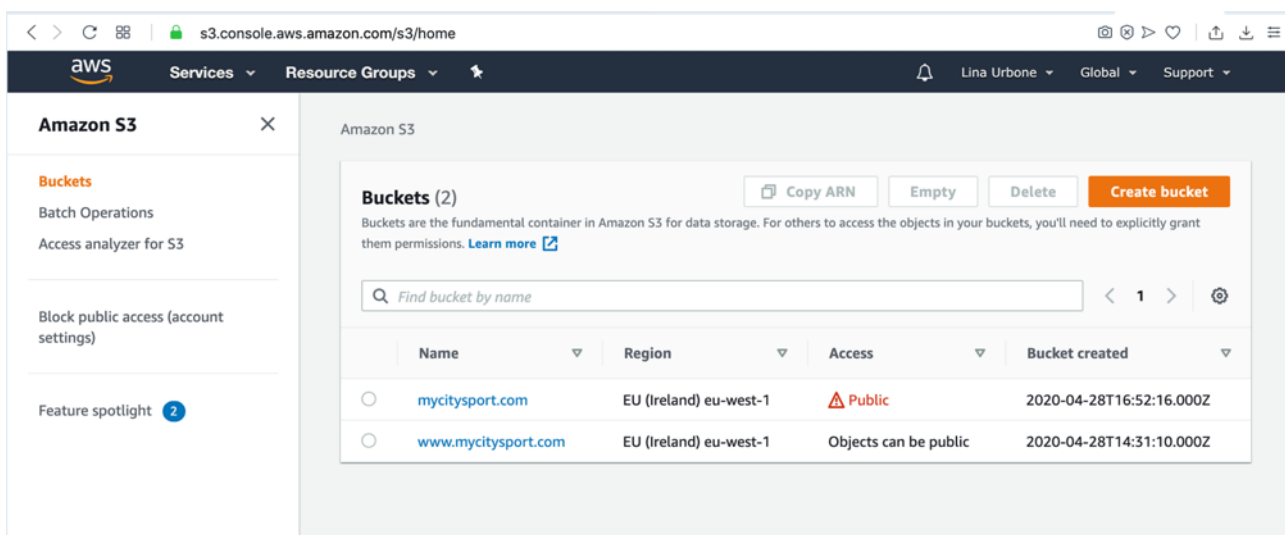 s3.console.aws.amazon.com/s3/home
aws Services Resource Groups Lina Urbone Global Support
Amazon S3
Buckets
Batch Operations
Access analyzer for S3
Block public access (account
settings)
Feature spotlight 2
Amazon S3
Buckets (2) Copy ARN Empty Delete Create bucket
Buckets are the fundamental container in Amazon S3 for data storage. For others to access the objects in your buckets, you'll need to explicitly grant
them permissions. Learn more
Find bucket by name 1
Name Region Access Bucket created
mycitysport.com EU (Ireland) eu-west-1 Public 2020-04-28T16:52:16.000Z
www.mycitysport.com EU (Ireland) eu-west-1 Objects can be public 2020-04-28T14:31:10.000Z